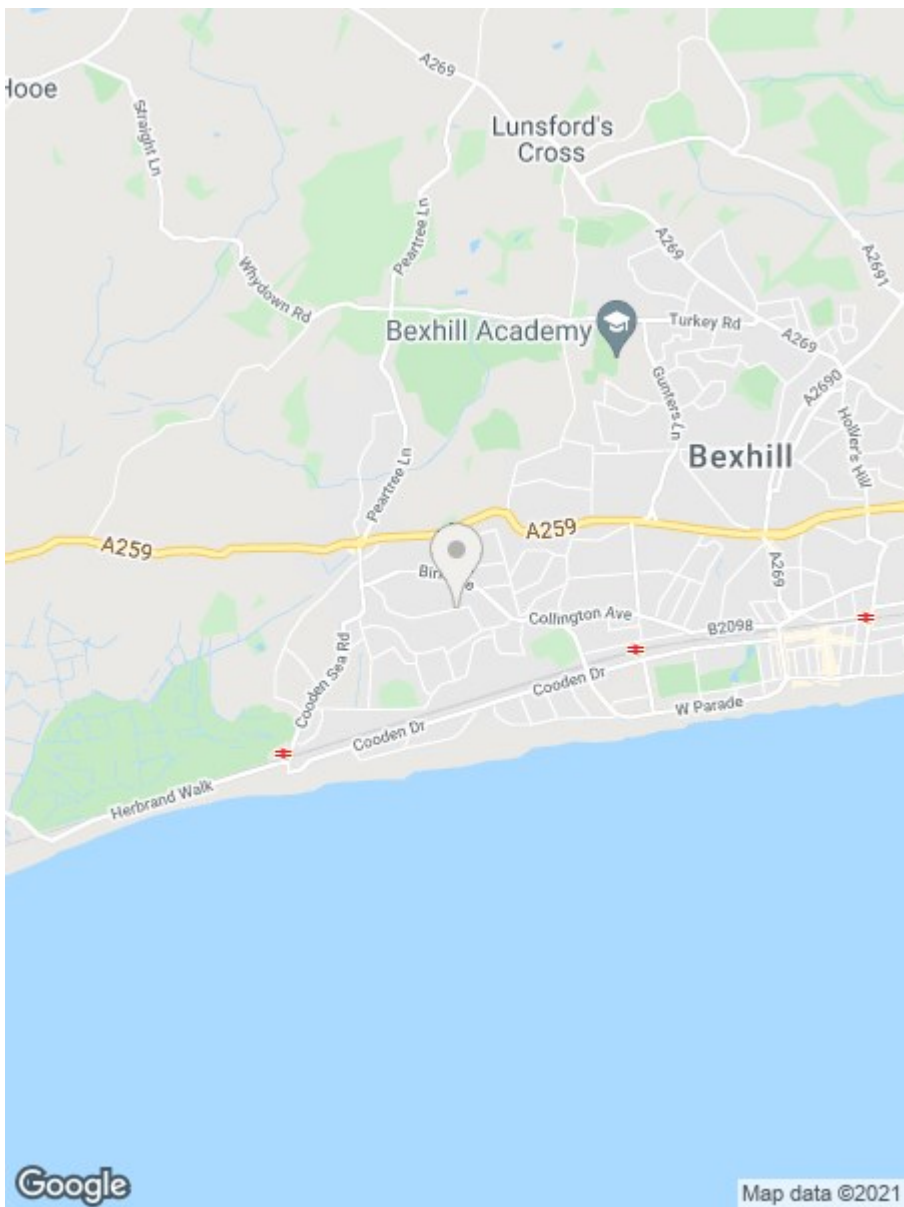 A269
Hooe
Lunsford's
Cross
Straight Ln
Peartree Ln
A269
A2691
Whydown Rd
Bexhill Academy
Turkey Rd
A269
Gunters Ln
A2690
Bexhill
Peartree Ln
A259
A259
A269
Collington Ave
B2098
Cooden Sea Rd
Cooden Dr
W Parade
Cooden Dr
Herbrand Walk
Google
Map data ©2021